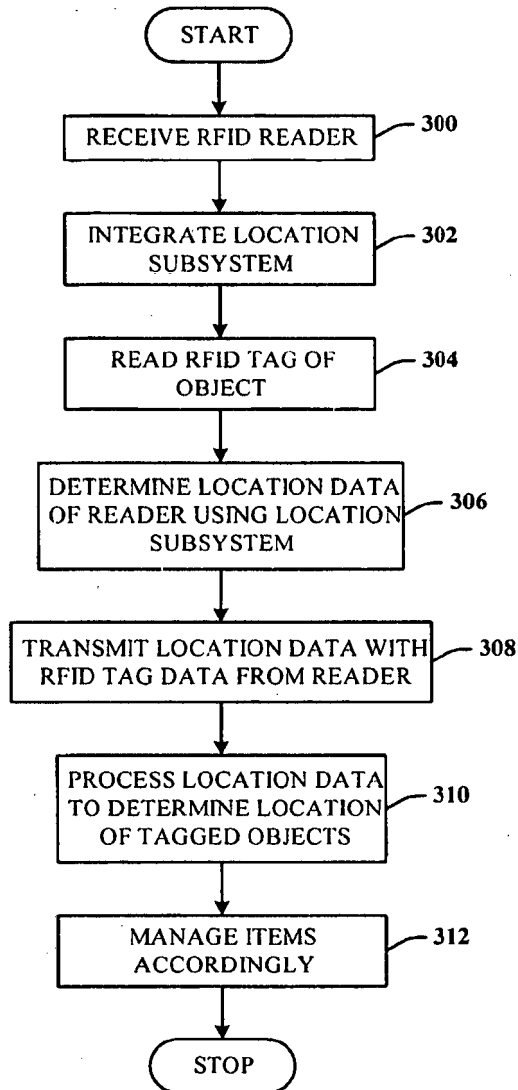 START
RECEIVE RFID READER
300
INTEGRATE LOCATION
SUBSYSTEM
302
READ RFID TAG OF
OBJECT
304
DETERMINE LOCATION DATA
OF READER USING LOCATION
SUBSYSTEM
306
TRANSMIT LOCATION DATA WITH
RFID TAG DATA FROM READER
308
PROCESS LOCATION DATA
TO DETERMINE LOCATION
OF TAGGED OBJECTS
310
MANAGE ITEMS
ACCORDINGLY
312
STOP